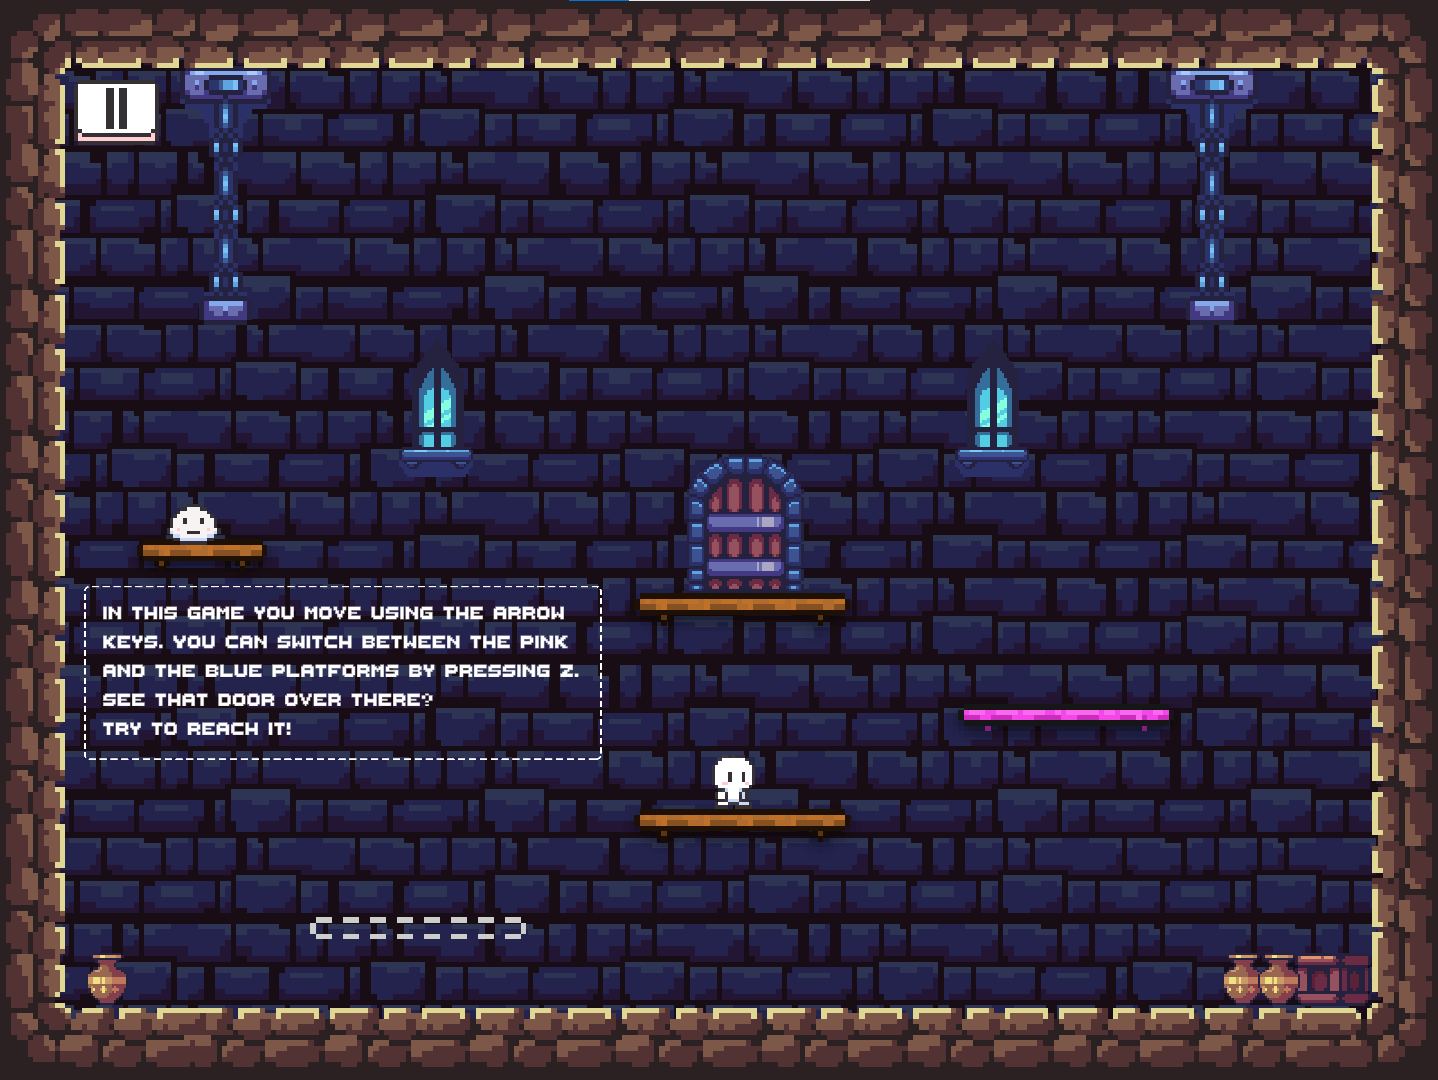 IN THIS GAME YOU MOVE USING THE ARROW
KEYS. YOU CAN SWITCH BETWEEN THE PINK
AND THE BLUE PLATFORMS BY PRESSING Z.
SEE THAT DOOR OVER THERE?
TRY TO REACH IT!